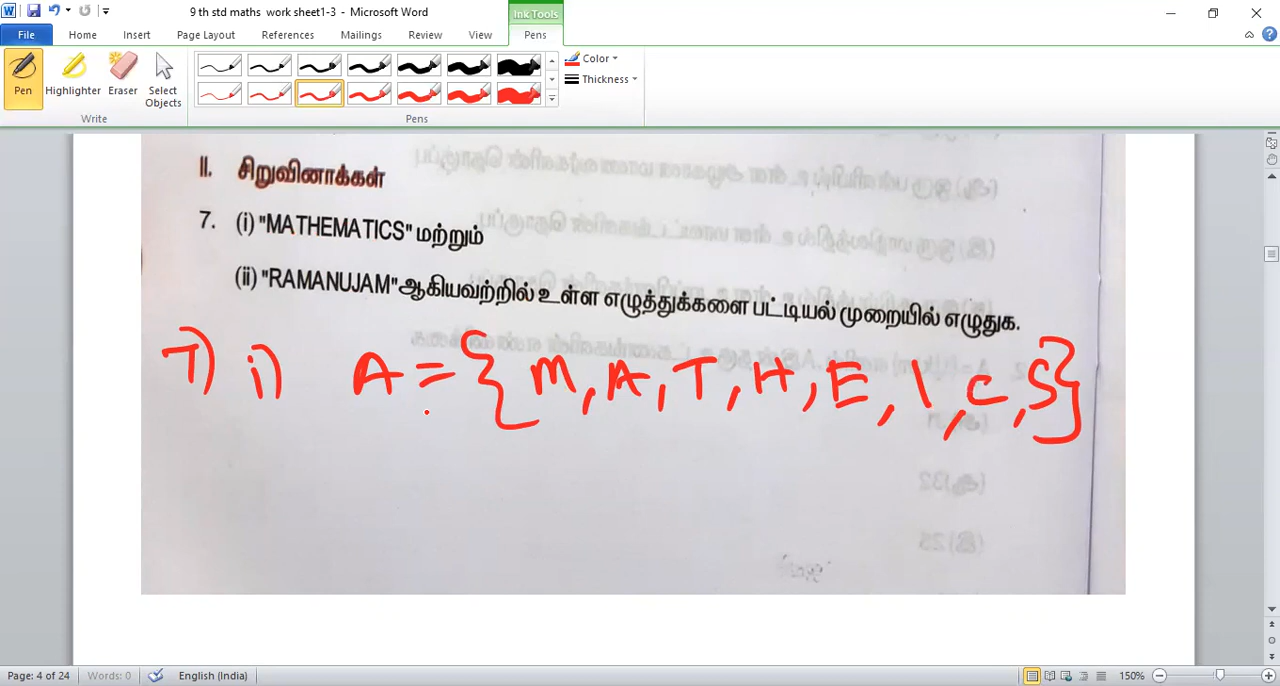 9 th std maths work sheet1-3 - Microsoft Word
Ink Tools
File Home Insert Page Layout References Mailings Review View Pens
Pen Highlighter Eraser Select Objects
Color
Thickness
Write Pens
II. சிறுவினாக்கள்
7. (i) "MATHEMATICS" மற்றும்
(ii) "RAMANUJAM" ஆகியவற்றில் உள்ள எழுத்துக்களை பட்டியல் முறையில் எழுதுக.
7) i) A = { M, A, T, H, E, I, C, S }
Page: 4 of 24 Words: 0 English (India) 150%